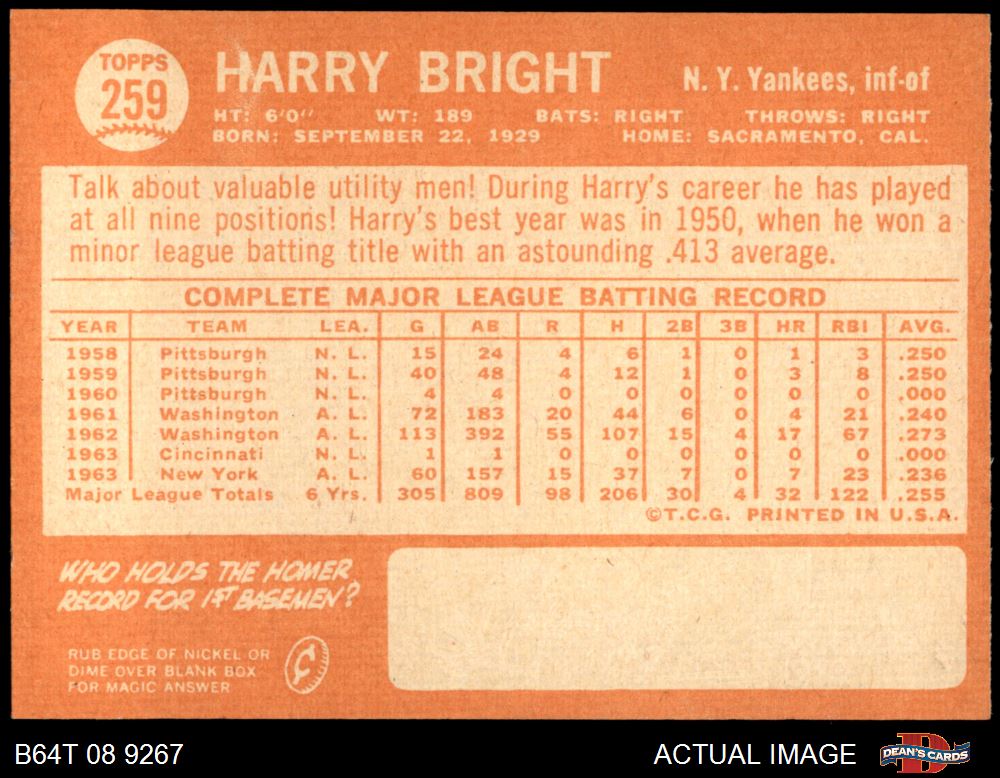 TOPPS
259
HARRY BRIGHT
N. Y. Yankees, inf-of
HT: 6'0" WT: 189 BATS: RIGHT THROWS: RIGHT
BORN: SEPTEMBER 22, 1929 HOME: SACRAMENTO, CAL.
Talk about valuable utility men! During Harry's career he has played
at all nine positions! Harry's best year was in 1950, when he won a
minor league batting title with an astounding .413 average.
COMPLETE MAJOR LEAGUE BATTING RECORD
YEAR TEAM LEA. G AB R H 2B 3B HR RBI AVG.
1958 Pittsburgh N. L. 15 24 4 6 1 0 1 3 .250
1959 Pittsburgh N. L. 40 48 4 12 1 0 3 8 .250
1960 Pittsburgh N. L. 4 4 0 0 0 0 0 0 .000
1961 Washington A. L. 72 183 20 44 6 0 4 21 .240
1962 Washington A. L. 113 392 55 107 15 4 17 67 .273
1963 Cincinnati N. L. 1 1 0 0 0 0 0 0 .000
1963 New York A. L. 60 157 15 37 7 0 7 23 .236
Major League Totals 6 Yrs. 305 809 98 206 30 4 32 122 .255
©T.C.G. PRINTED IN U.S.A.
WHO HOLDS THE HOMER
RECORD FOR 1ST BASEMEN?
RUB EDGE OF NICKEL OR
DIME OVER BLANK BOX
FOR MAGIC ANSWER
¢
B64T 08 9267
ACTUAL IMAGE
DEAN'S CARDS